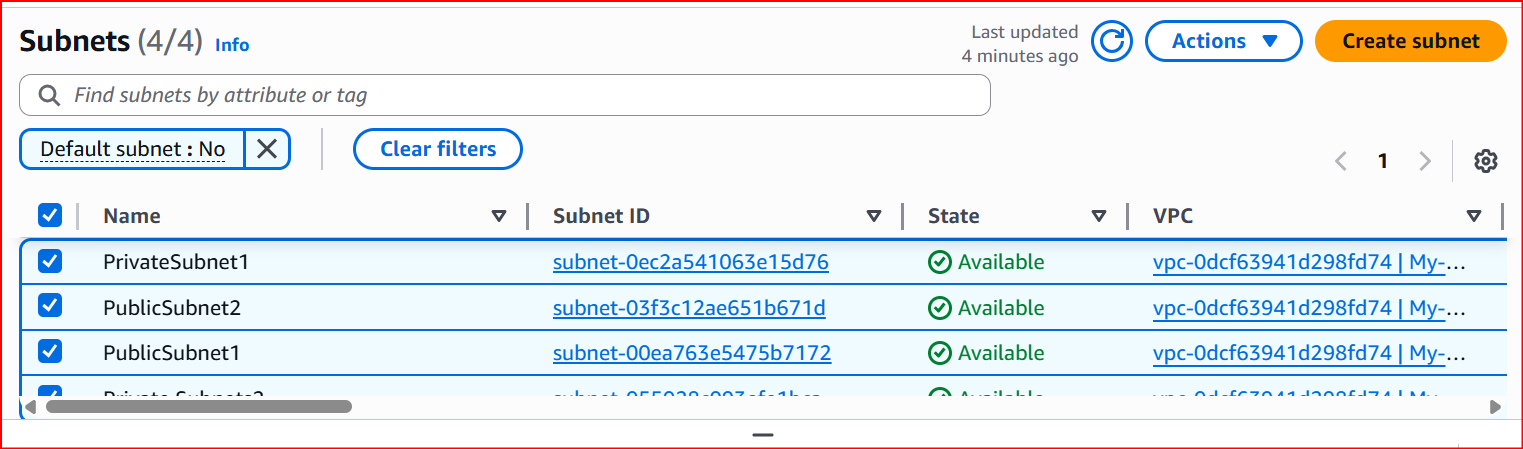 Subnets (4/4) Info
Last updated
4 minutes ago
Actions
Create subnet
Find subnets by attribute or tag
Default subnet : No
Clear filters
1
Name Subnet ID State VPC
PrivateSubnet1 subnet-0ec2a541063e15d76 Available vpc-0dcf63941d298fd74 | My-...
PublicSubnet2 subnet-03f3c12ae651b671d Available vpc-0dcf63941d298fd74 | My-...
PublicSubnet1 subnet-00ea763e5475b7172 Available vpc-0dcf63941d298fd74 | My-...
Available